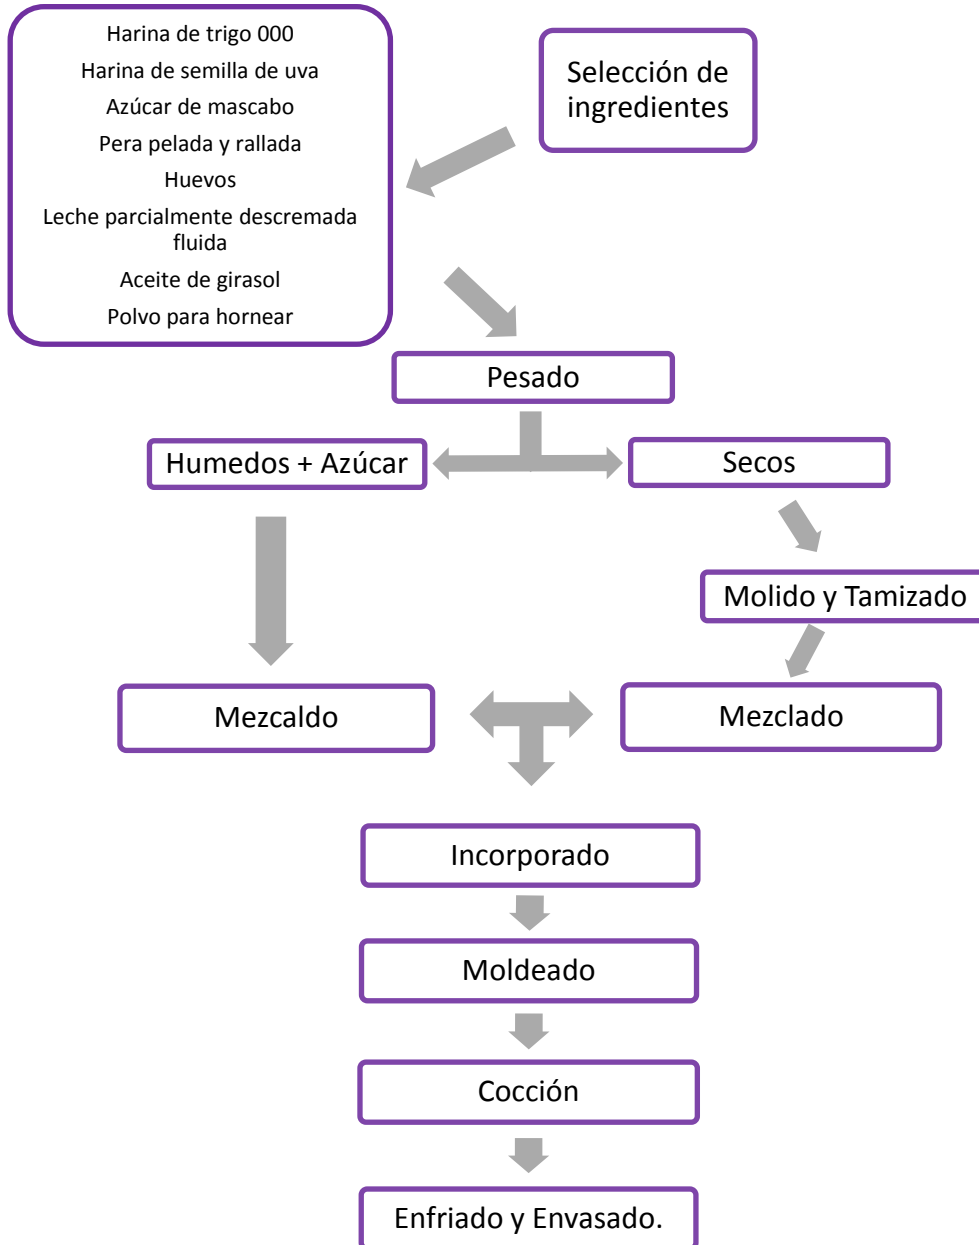 Selección de
ingredientes
Harina de trigo 000
Harina de semilla de uva
Azúcar de mascabo
Pera pelada y rallada
Huevos
Leche parcialmente descremada
fluida
Aceite de girasol
Polvo para hornear
Pesado
Humedos + Azúcar
Secos
Molido y Tamizado
Mezcaldo
Mezclado
Incorporado
Moldeado
Cocción
Enfriado y Envasado.